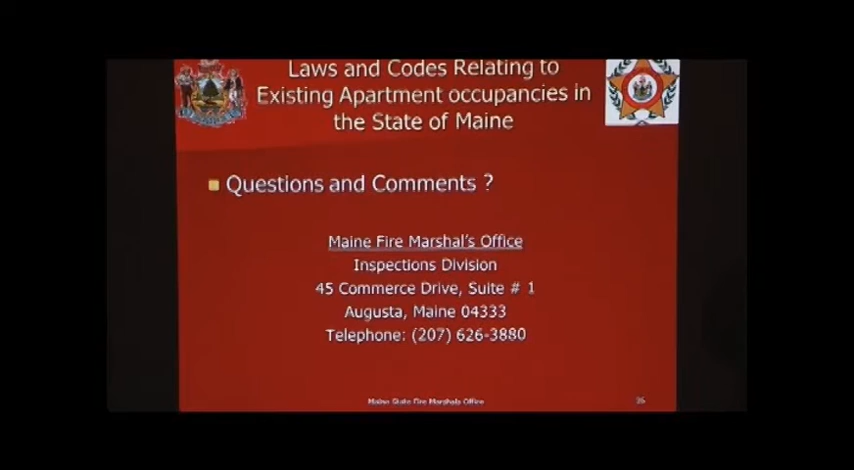 Laws and Codes Relating to
Existing Apartment occupancies in
the State of Maine
Questions and Comments ?
Maine Fire Marshal's Office
Inspections Division
45 Commerce Drive, Suite # 1
Augusta, Maine 04333
Telephone: (207) 626-3880
Maine State Fire Marshals Office